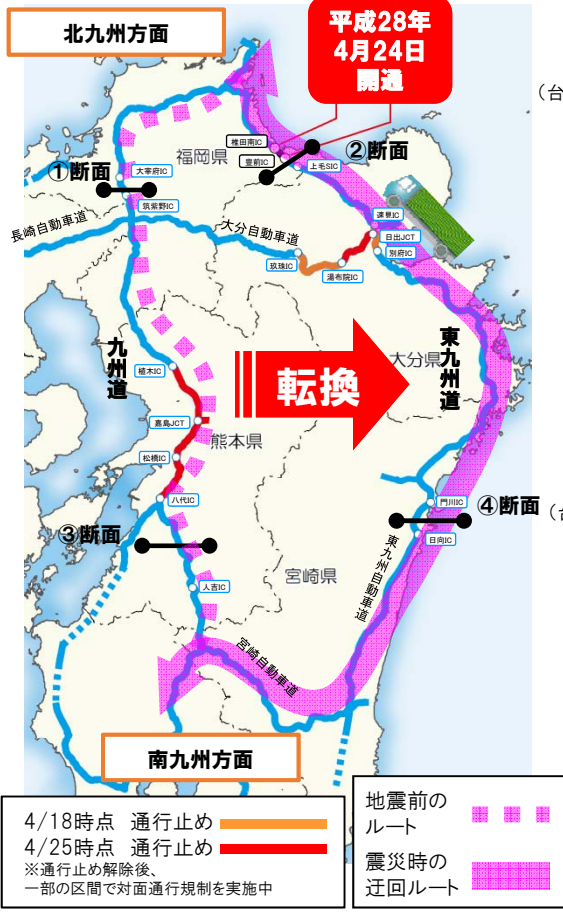 北九州方面
平成28年
4月24日
開通
（台
福岡県
椎田南IC
豊前IC
②断面
上毛SIC
①断面
大宰府IC
筑紫野IC
長崎自動車道
大分自動車道
速見IC
日出JCT
別府IC
玖珠IC
湯布院IC
九州道
植木IC
転換
大分県
東九州道
嘉島JCT
熊本県
松橋IC
八代IC
門川IC
④断面
（台
③断面
日向IC
東九州自動車道
人吉IC
宮崎県
宮崎自動車道
南九州方面
4/18時点 通行止め
4/25時点 通行止め
※通行止め解除後、
一部の区間で対面通行規制を実施中
地震前の
ルート
震災時の
迂回ルート